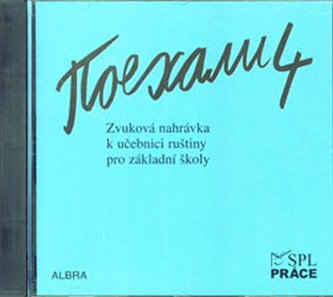 Поехали 4
Zvuková nahrávka
k učebnici ruštiny
pro základní školy
ALBRA
SPL
PRÁCE